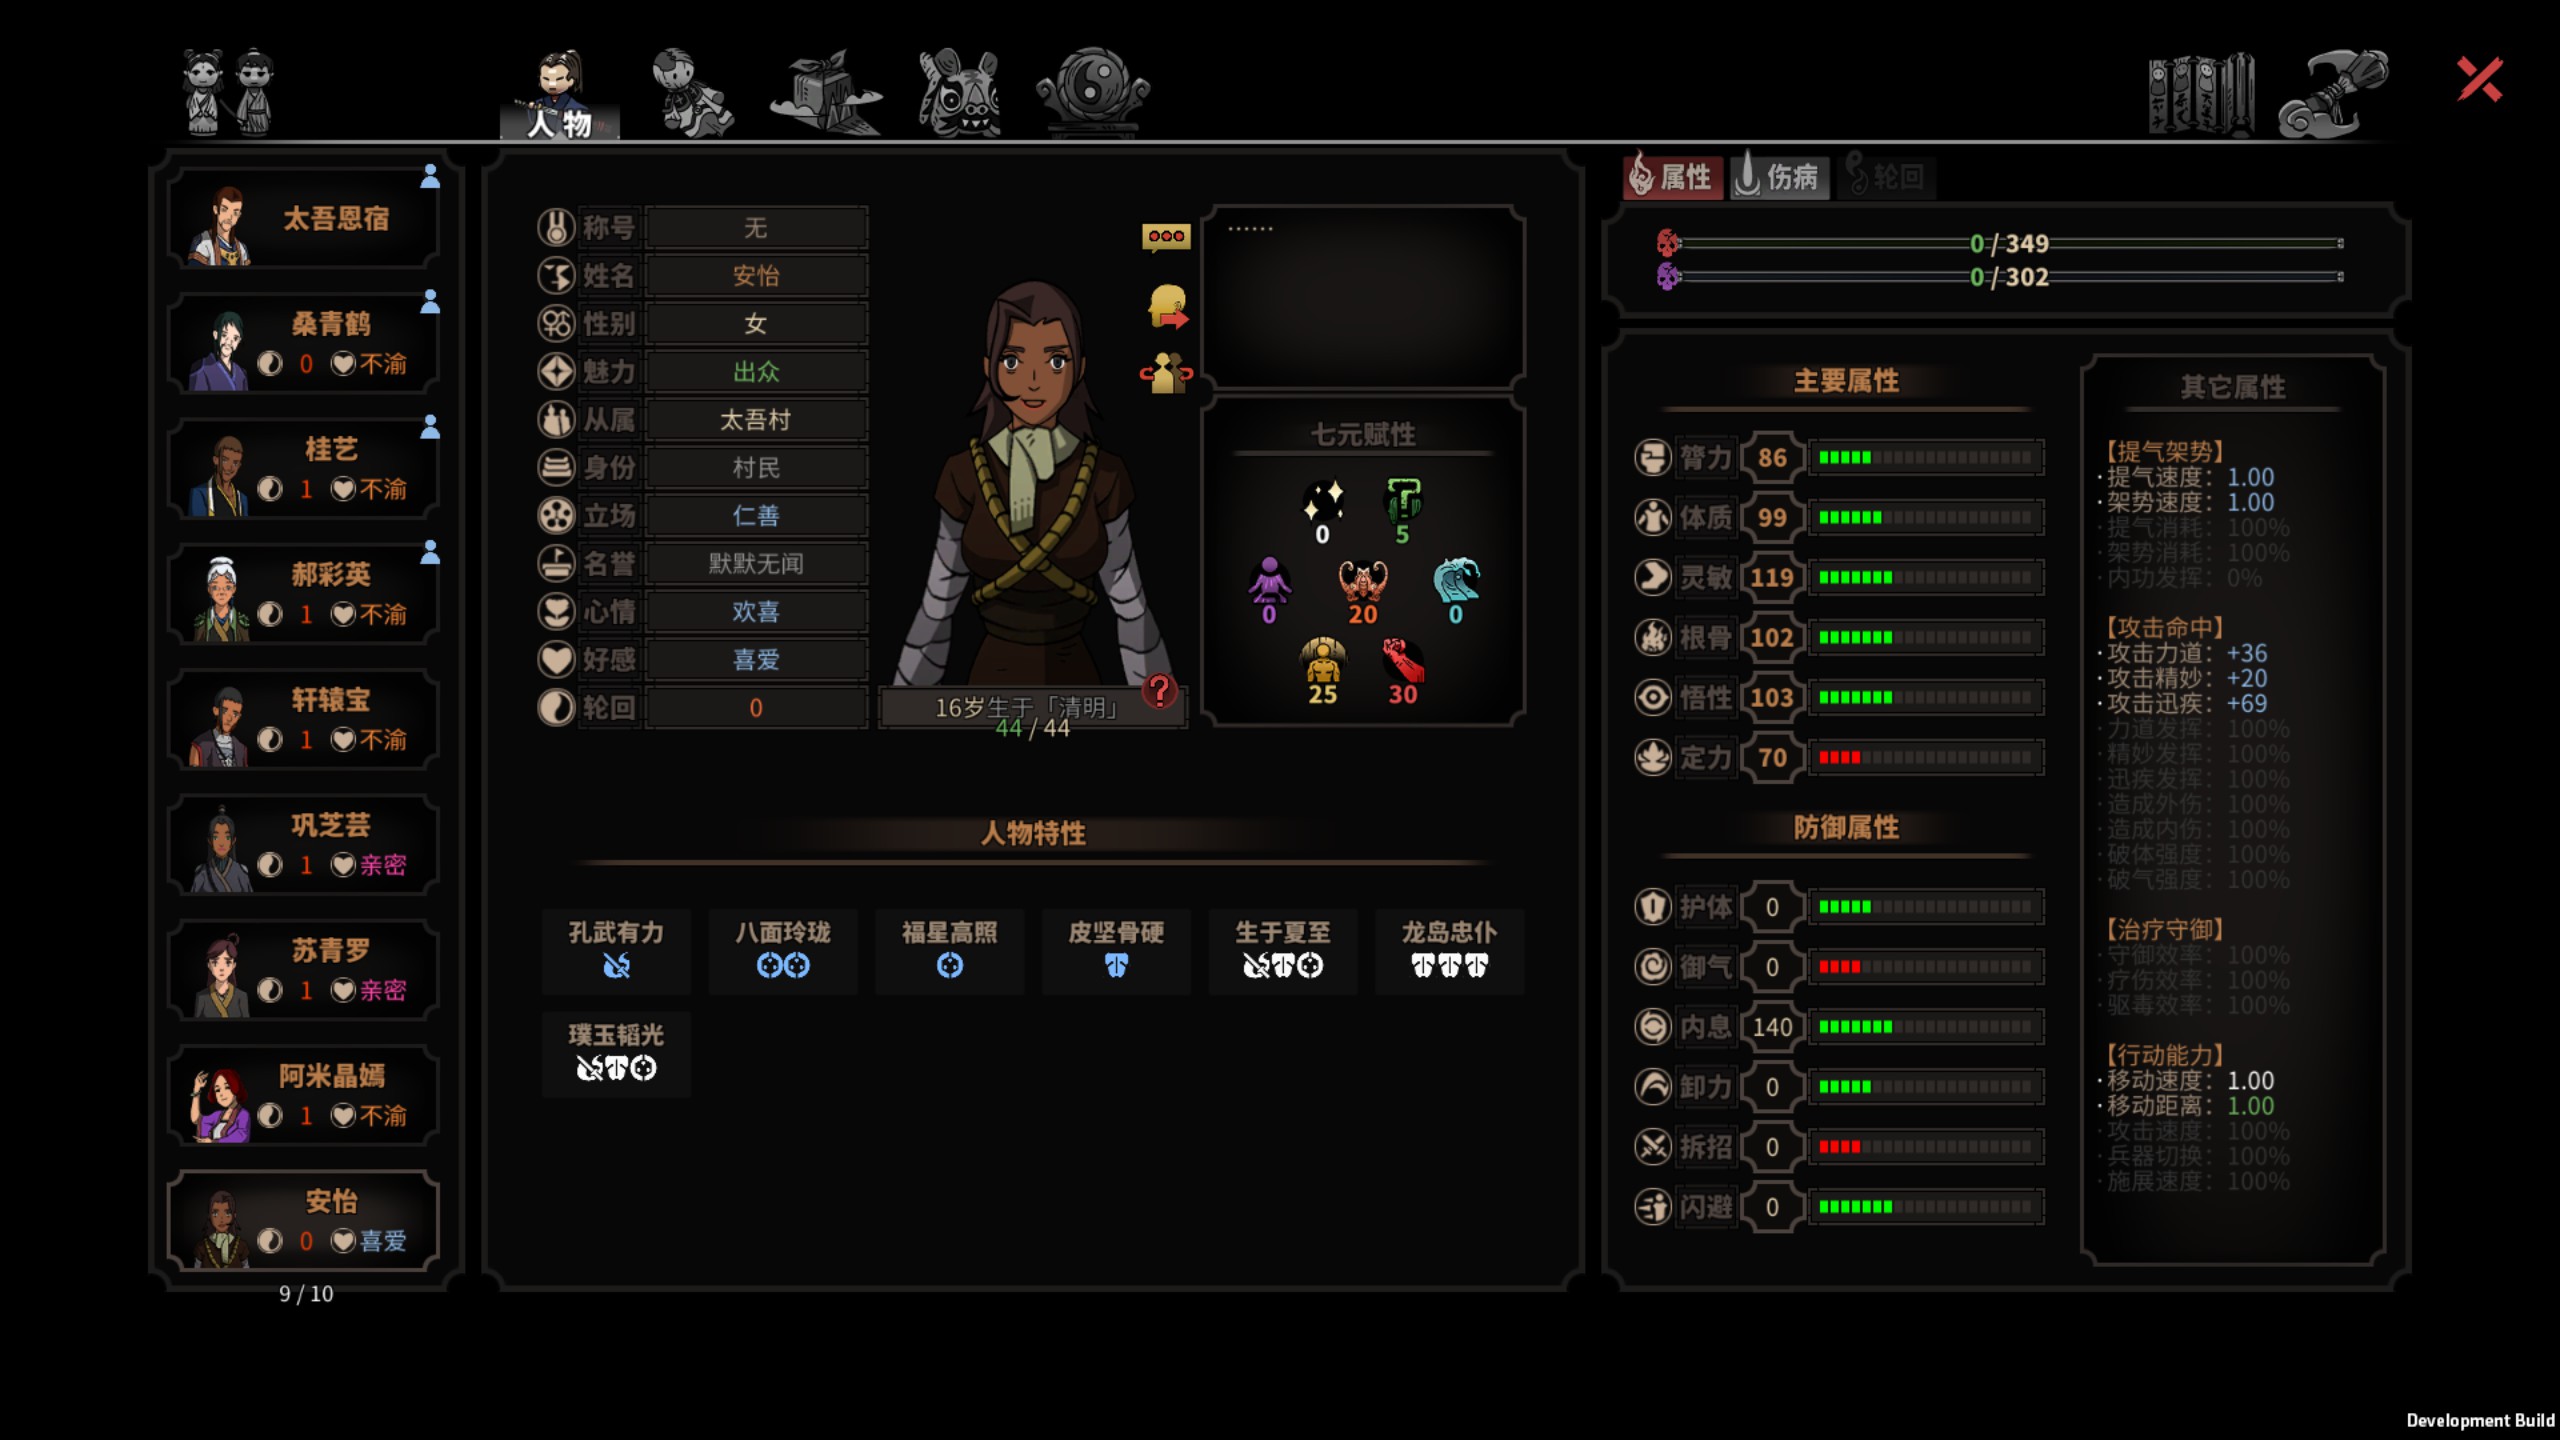 人物
太吾恩宿
桑青鹤
0 不渝
桂艺
1 不渝
郝彩英
1 不渝
轩辕宝
1 不渝
巩芝芸
1 亲密
苏青罗
1 亲密
阿米晶嫣
1 不渝
安怡
0 喜爱
9 / 10
称号 无
姓名 安怡
性别 女
魅力 出众
从属 太吾村
身份 村民
立场 仁善
名誉 默默无闻
心情 欢喜
好感 喜爱
轮回 0
16岁生于「清明」
44 / 44
······
七元赋性
0 5
0 20 0
25 30
人物特性
孔武有力 八面玲珑 福星高照 皮坚骨硬 生于夏至 龙岛忠仆
璞玉韬光
属性 伤病 轮回
0 / 349
0 / 302
主要属性
膂力 86
体质 99
灵敏 119
根骨 102
悟性 103
定力 70
防御属性
护体 0
御气 0
内息 140
卸力 0
拆招 0
闪避 0
其它属性
【提气架势】
·提气速度：1.00
·架势速度：1.00
·提气消耗：100%
·架势消耗：100%
·内功发挥：0%
【攻击命中】
·攻击力道：+36
·攻击精妙：+20
·攻击迅疾：+69
·力道发挥：100%
·精妙发挥：100%
·迅疾发挥：100%
·造成外伤：100%
·造成内伤：100%
·破体强度：100%
·破气强度：100%
【治疗守御】
·守御效率：100%
·疗伤效率：100%
·驱毒效率：100%
【行动能力】
·移动速度：1.00
·移动距离：1.00
·攻击速度：100%
·兵器切换：100%
·施展速度：100%
Development Build